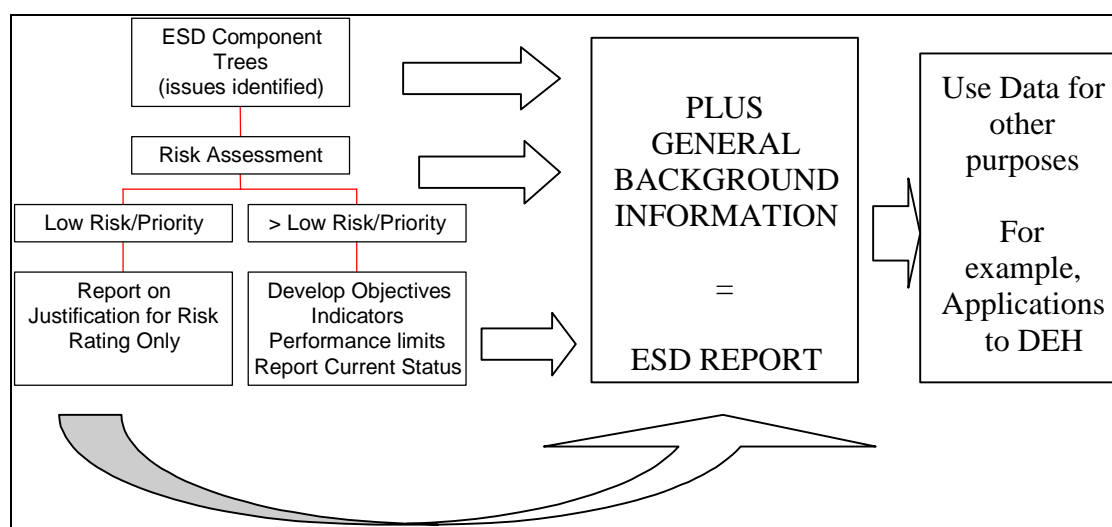 ESD Component
Trees
(issues identified)
Risk Assessment
Low Risk/Priority
> Low Risk/Priority
Report on
Justification for Risk
Rating Only
Develop Objectives
Indicators
Performance limits
Report Current Status
PLUS
GENERAL
BACKGROUND
INFORMATION
=
ESD REPORT
Use Data for
other
purposes
For
example,
Applications
to DEH